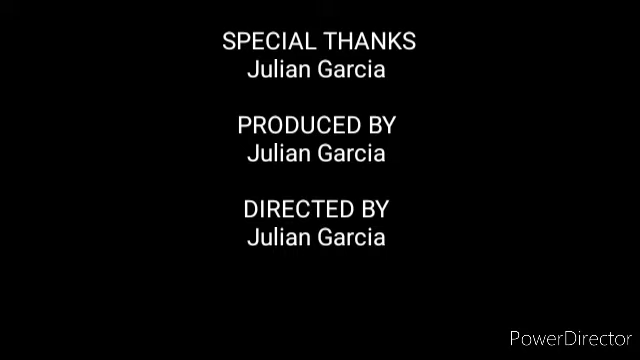 SPECIAL THANKS
Julian Garcia
PRODUCED BY
Julian Garcia
DIRECTED BY
Julian Garcia
PowerDirector